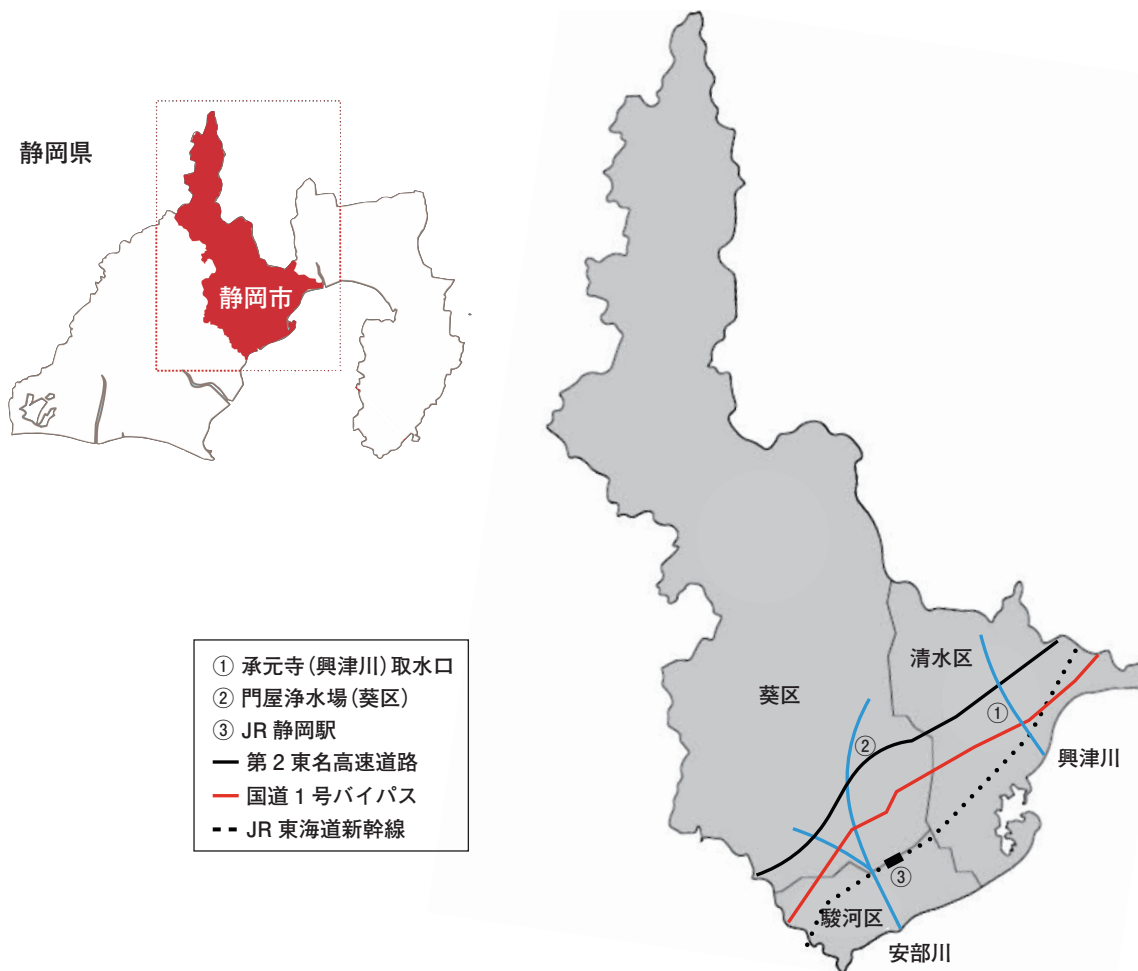 静岡県
静岡市
① 承元寺(興津川)取水口
② 門屋浄水場(葵区)
③ JR 静岡駅
第2東名高速道路
国道1号バイパス
JR 東海道新幹線
清水区
葵区
①
②
興津川
③
駿河区
安部川